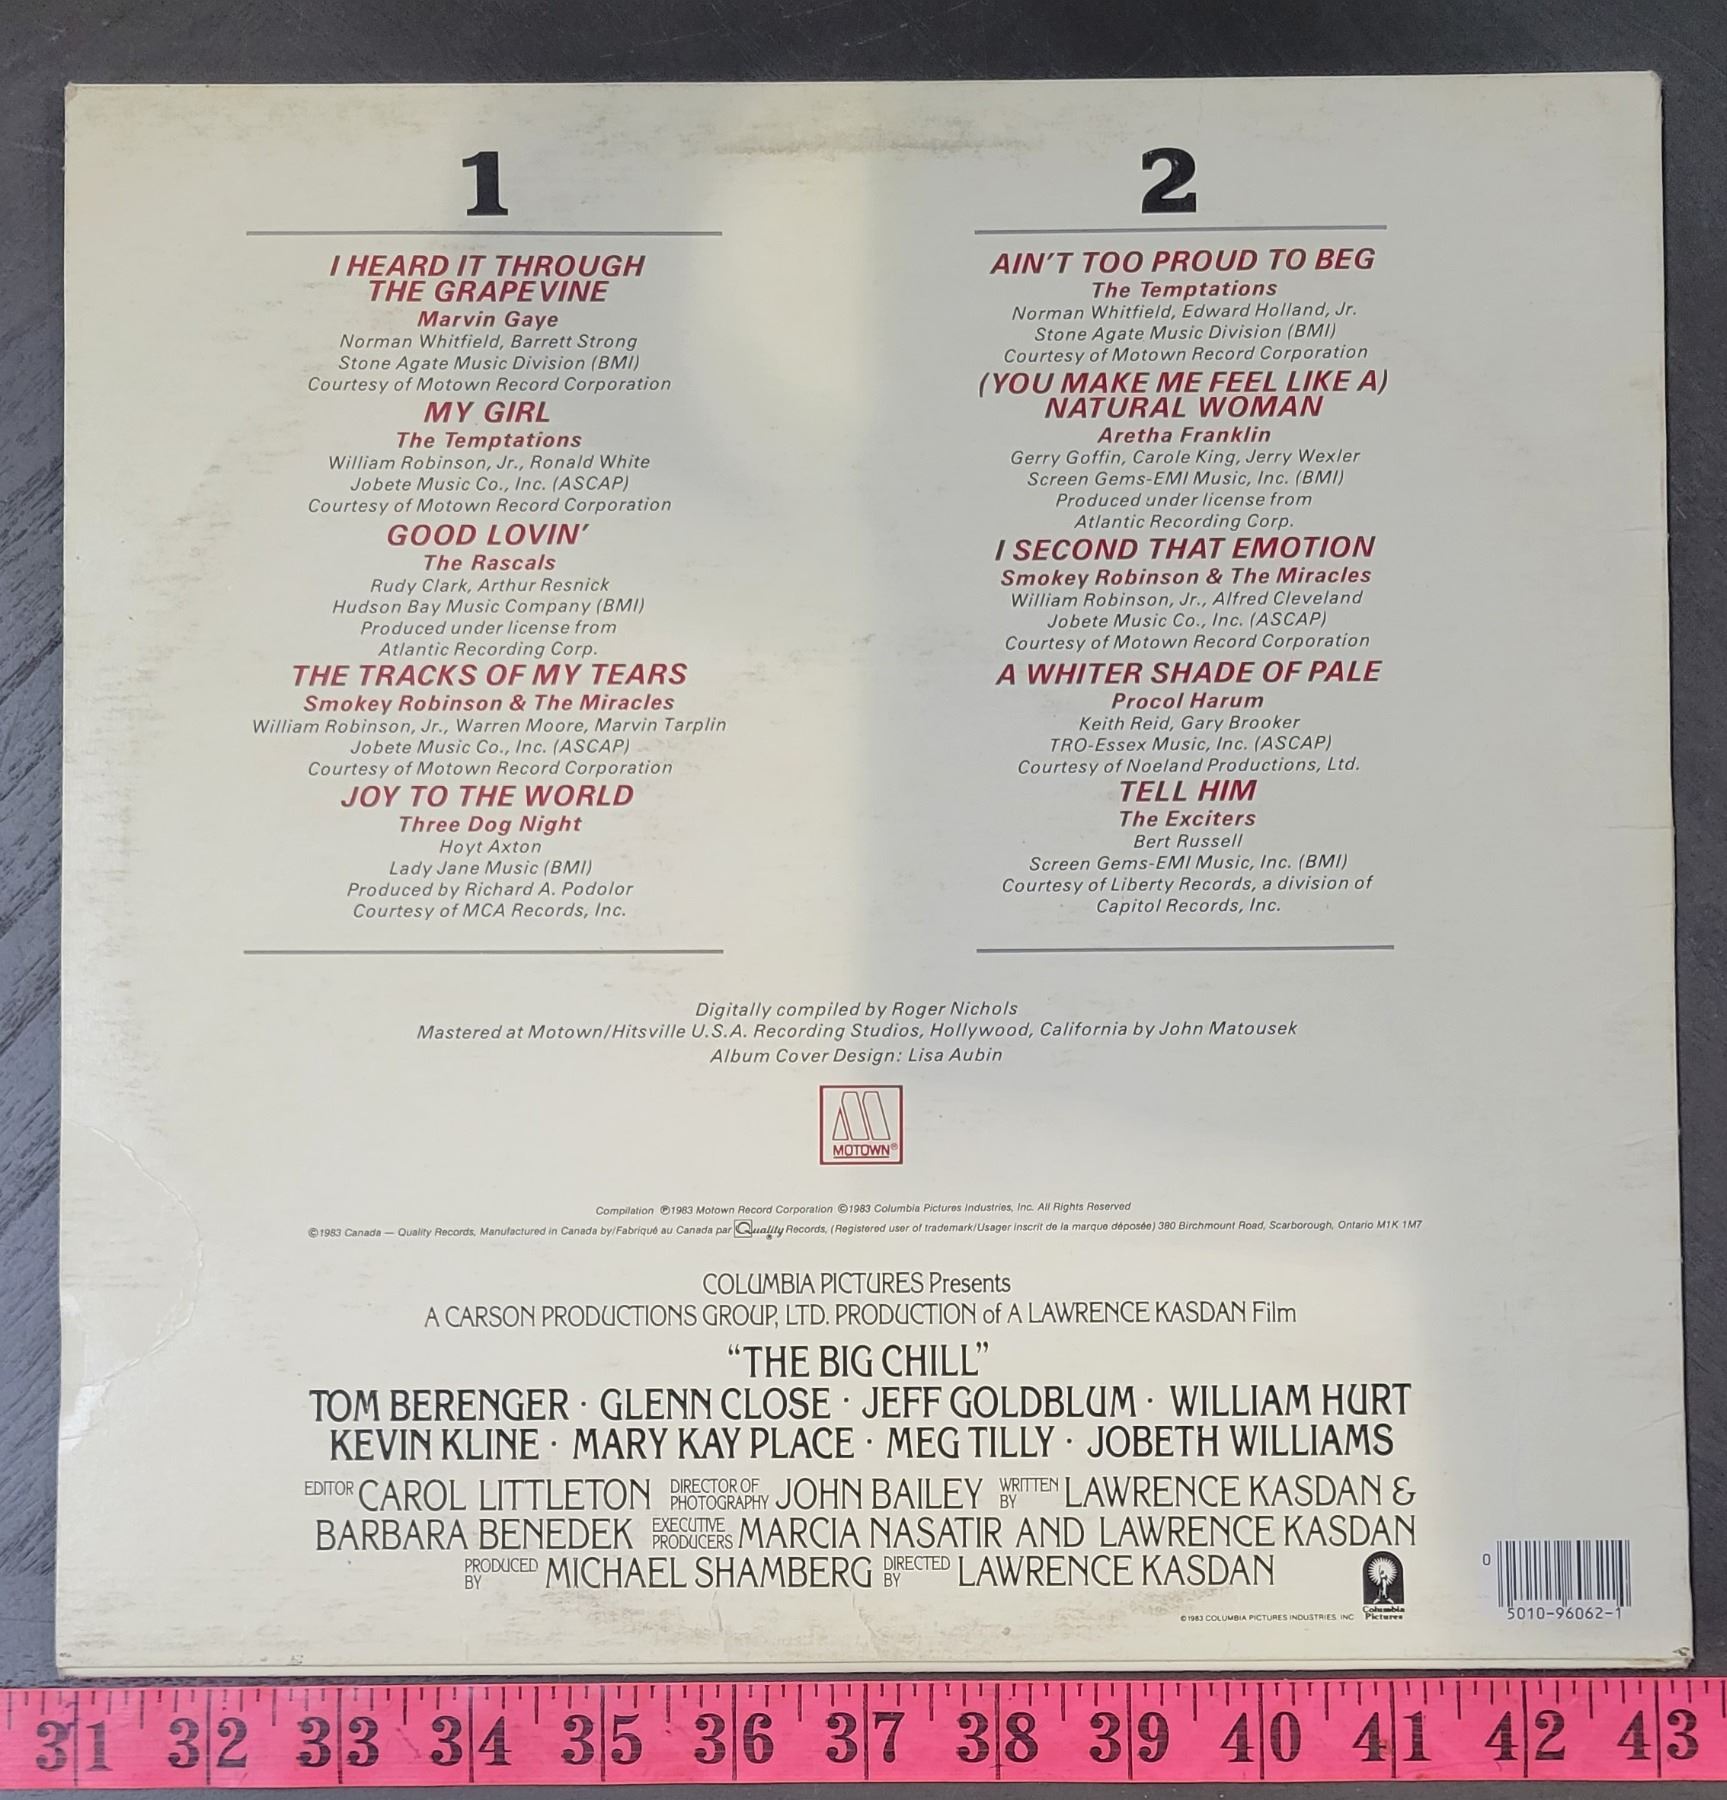 1
I HEARD IT THROUGH
THE GRAPEVINE
Marvin Gaye
Norman Whitfield, Barrett Strong
Stone Agate Music Division (BMI)
Courtesy of Motown Record Corporation
MY GIRL
The Temptations
William Robinson, Jr., Ronald White
Jobete Music Co., Inc. (ASCAP)
Courtesy of Motown Record Corporation
GOOD LOVIN'
The Rascals
Rudy Clark, Arthur Resnick
Hudson Bay Music Company (BMI)
Produced under license from
Atlantic Recording Corp.
THE TRACKS OF MY TEARS
Smokey Robinson & The Miracles
William Robinson, Jr., Warren Moore, Marvin Tarplin
Jobete Music Co., Inc. (ASCAP)
Courtesy of Motown Record Corporation
JOY TO THE WORLD
Three Dog Night
Hoyt Axton
Lady Jane Music (BMI)
Produced by Richard A. Podolor
Courtesy of MCA Records, Inc.
2
AIN'T TOO PROUD TO BEG
The Temptations
Norman Whitfield, Edward Holland, Jr.
Stone Agate Music Division (BMI)
Courtesy of Motown Record Corporation
(YOU MAKE ME FEEL LIKE A)
NATURAL WOMAN
Aretha Franklin
Gerry Goffin, Carole King, Jerry Wexler
Screen Gems-EMI Music, Inc. (BMI)
Produced under license from
Atlantic Recording Corp.
I SECOND THAT EMOTION
Smokey Robinson & The Miracles
William Robinson, Jr., Alfred Cleveland
Jobete Music Co., Inc. (ASCAP)
Courtesy of Motown Record Corporation
A WHITER SHADE OF PALE
Procol Harum
Keith Reid, Gary Brooker
TRO-Essex Music, Inc. (ASCAP)
Courtesy of Noeland Productions, Ltd.
TELL HIM
The Exciters
Bert Russell
Screen Gems-EMI Music, Inc. (BMI)
Courtesy of Liberty Records, a division of
Capitol Records, Inc.
Digitally compiled by Roger Nichols
Mastered at Motown/Hitsville U.S.A. Recording Studios, Hollywood, California by John Matousek
Album Cover Design: Lisa Aubin
MOTOWN®
Compilation ℗1983 Motown Record Corporation ©1983 Columbia Pictures Industries, Inc. All Rights Reserved
©1983 Canada — Quality Records, Manufactured in Canada by/Fabriqué au Canada par Quality® Records, (Registered user of trademark/Usager inscrit de la marque déposée) 380 Birchmount Road, Scarborough, Ontario M1K 1M7
COLUMBIA PICTURES Presents
A CARSON PRODUCTIONS GROUP, LTD. PRODUCTION of A LAWRENCE KASDAN Film
“THE BIG CHILL”
TOM BERENGER · GLENN CLOSE · JEFF GOLDBLUM · WILLIAM HURT
KEVIN KLINE · MARY KAY PLACE · MEG TILLY · JOBETH WILLIAMS
EDITOR CAROL LITTLETON DIRECTOR OF PHOTOGRAPHY JOHN BAILEY WRITTEN BY LAWRENCE KASDAN &
BARBARA BENEDEK EXECUTIVE PRODUCERS MARCIA NASATIR AND LAWRENCE KASDAN
PRODUCED BY MICHAEL SHAMBERG DIRECTED BY LAWRENCE KASDAN
Columbia
Pictures
© 1983 COLUMBIA PICTURES INDUSTRIES, INC
0
5010-96062-1
31 32 33 34 35 36 37 38 39 40 41 42 43